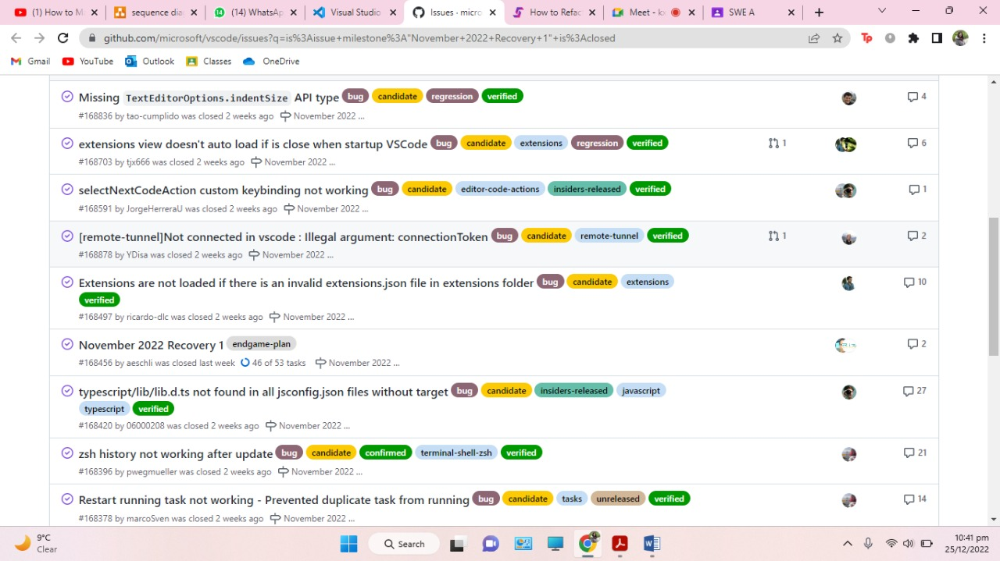 How to Mi
sequence dia
(14) WhatsAp
Visual Studio
Issues · micro
How to Refac
Meet - kx
SWE A
github.com/microsoft/vscode/issues?q=is%3Aissue+milestone%3A"November+2022+Recovery+1"+is%3Aclosed
Gmail YouTube Outlook Classes OneDrive
Missing TextEditorOptions.indentSize API type bug candidate regression verified 4
#168836 by tao-cumplido was closed 2 weeks ago November 2022 ...
extensions view doesn't auto load if is close when startup VSCode bug candidate extensions regression verified 1 6
#168703 by tjx666 was closed 2 weeks ago November 2022 ...
selectNextCodeAction custom keybinding not working bug candidate editor-code-actions insiders-released verified 1
#168591 by JorgeHerreraU was closed 2 weeks ago November 2022 ...
[remote-tunnel]Not connected in vscode : Illegal argument: connectionToken bug candidate remote-tunnel verified 1 2
#168878 by YDisa was closed 2 weeks ago November 2022 ...
Extensions are not loaded if there is an invalid extensions.json file in extensions folder bug candidate extensions 10
verified
#168497 by ricardo-dlc was closed 2 weeks ago November 2022 ...
November 2022 Recovery 1 endgame-plan 2
#168456 by aeschli was closed last week 46 of 53 tasks November 2022 ...
typescript/lib/lib.d.ts not found in all jsconfig.json files without target bug candidate insiders-released javascript 27
typescript verified
#168420 by 06000208 was closed 2 weeks ago November 2022 ...
zsh history not working after update bug candidate confirmed terminal-shell-zsh verified 21
#168396 by pwegmueller was closed 2 weeks ago November 2022 ...
Restart running task not working - Prevented duplicate task from running bug candidate tasks unreleased verified 14
#168378 by marcoSven was closed 2 weeks ago November 2022 ...
9°C
Clear
Search
10:41 pm
25/12/2022